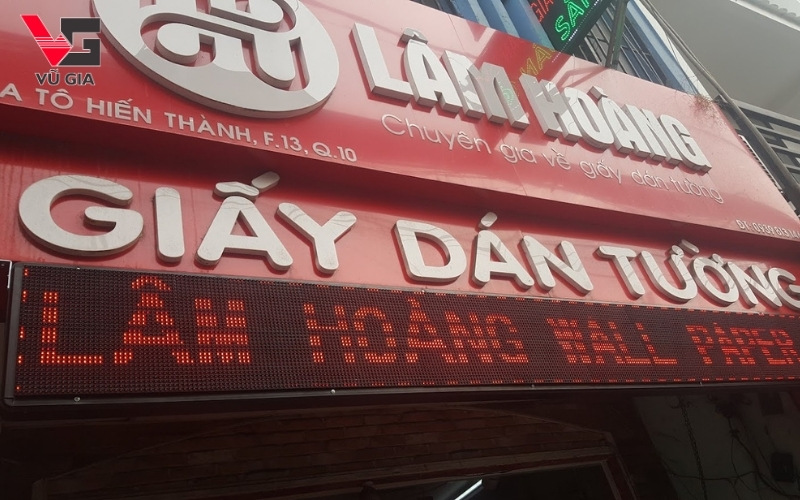 VŨ GIA
LÂM HOÀNG
Chuyên gia về giấy dán tường
A TÔ HIẾN THÀNH, F.13, Q.10
GIẤY DÁN TƯỜNG
LÂM HOÀNG WALL PAPER